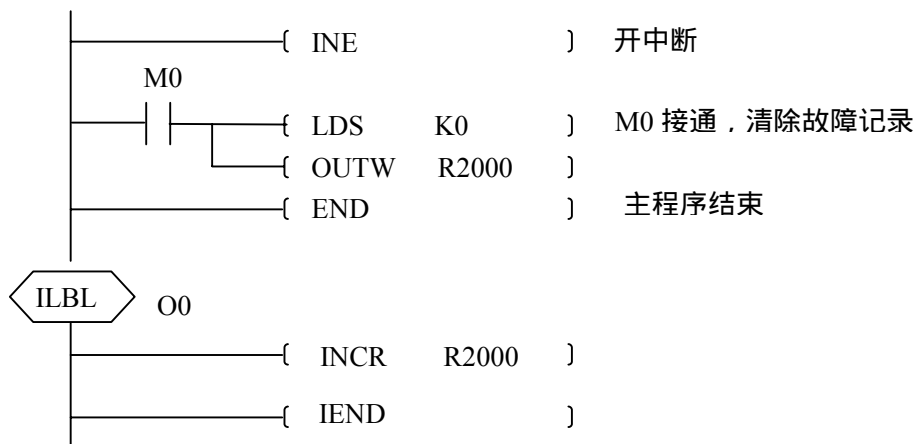 [ INE ] 开中断
M0
[ LDS K0 ] M0 接通，清除故障记录
[ OUTW R2000 ]
[ END ] 主程序结束
ILBL O0
[ INCR R2000 ]
[ IEND ]